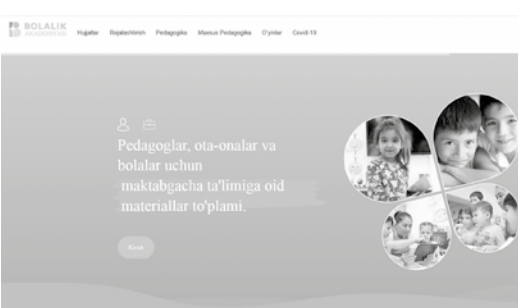 BOLALIK
Hujjatlar Rejalashtirish Pedagogika Maxsus Pedagogika O'yinlar Covid-19
Pedagoglar, ota-onalar va
bolalar uchun
maktabgacha ta'limiga oid
materiallar to'plami.